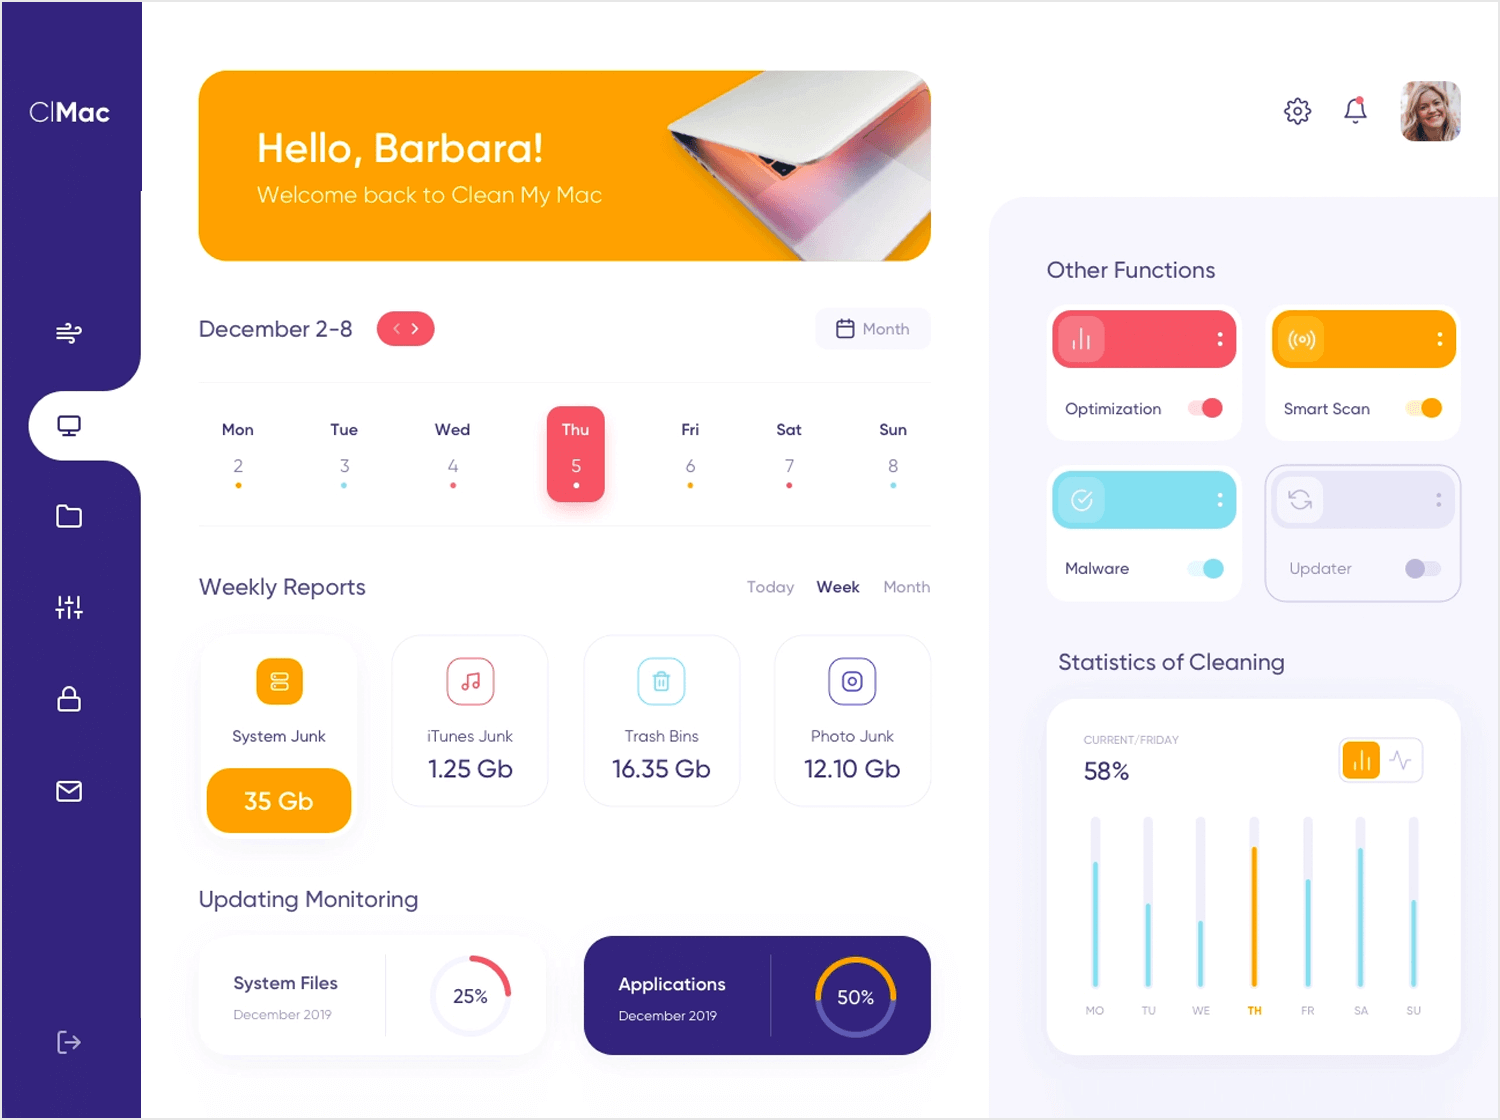 ClMac
Hello, Barbara!
Welcome back to Clean My Mac
December 2-8
Month
Mon Tue Wed Thu Fri Sat Sun
2 3 4 5 6 7 8
Weekly Reports
Today Week Month
System Junk
35 Gb
iTunes Junk
1.25 Gb
Trash Bins
16.35 Gb
Photo Junk
12.10 Gb
Updating Monitoring
System Files
December 2019
25%
Applications
December 2019
50%
Other Functions
Optimization
Smart Scan
Malware
Updater
Statistics of Cleaning
CURRENT/FRIDAY
58%
MO TU WE TH FR SA SU